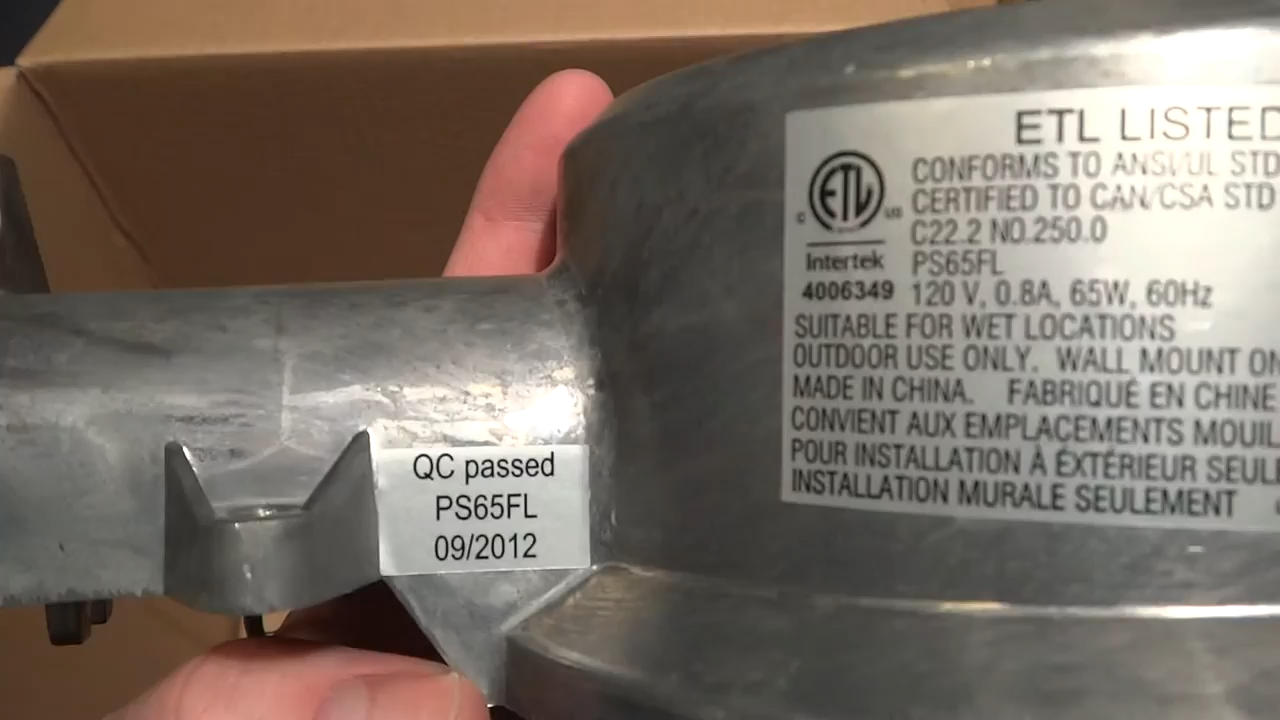 ETL LISTED
CONFORMS TO ANSI/UL STD
CERTIFIED TO CAN/CSA STD
C22.2 NO.250.0
PS65FL
120 V, 0.8A, 65W, 60Hz
C ETL US
Intertek
4006349
SUITABLE FOR WET LOCATIONS
OUTDOOR USE ONLY. WALL MOUNT ON
MADE IN CHINA. FABRIQUÉ EN CHINE
CONVIENT AUX EMPLACEMENTS MOUIL
POUR INSTALLATION À EXTÉRIEUR SEUL
INSTALLATION MURALE SEULEMENT
QC passed
PS65FL
09/2012